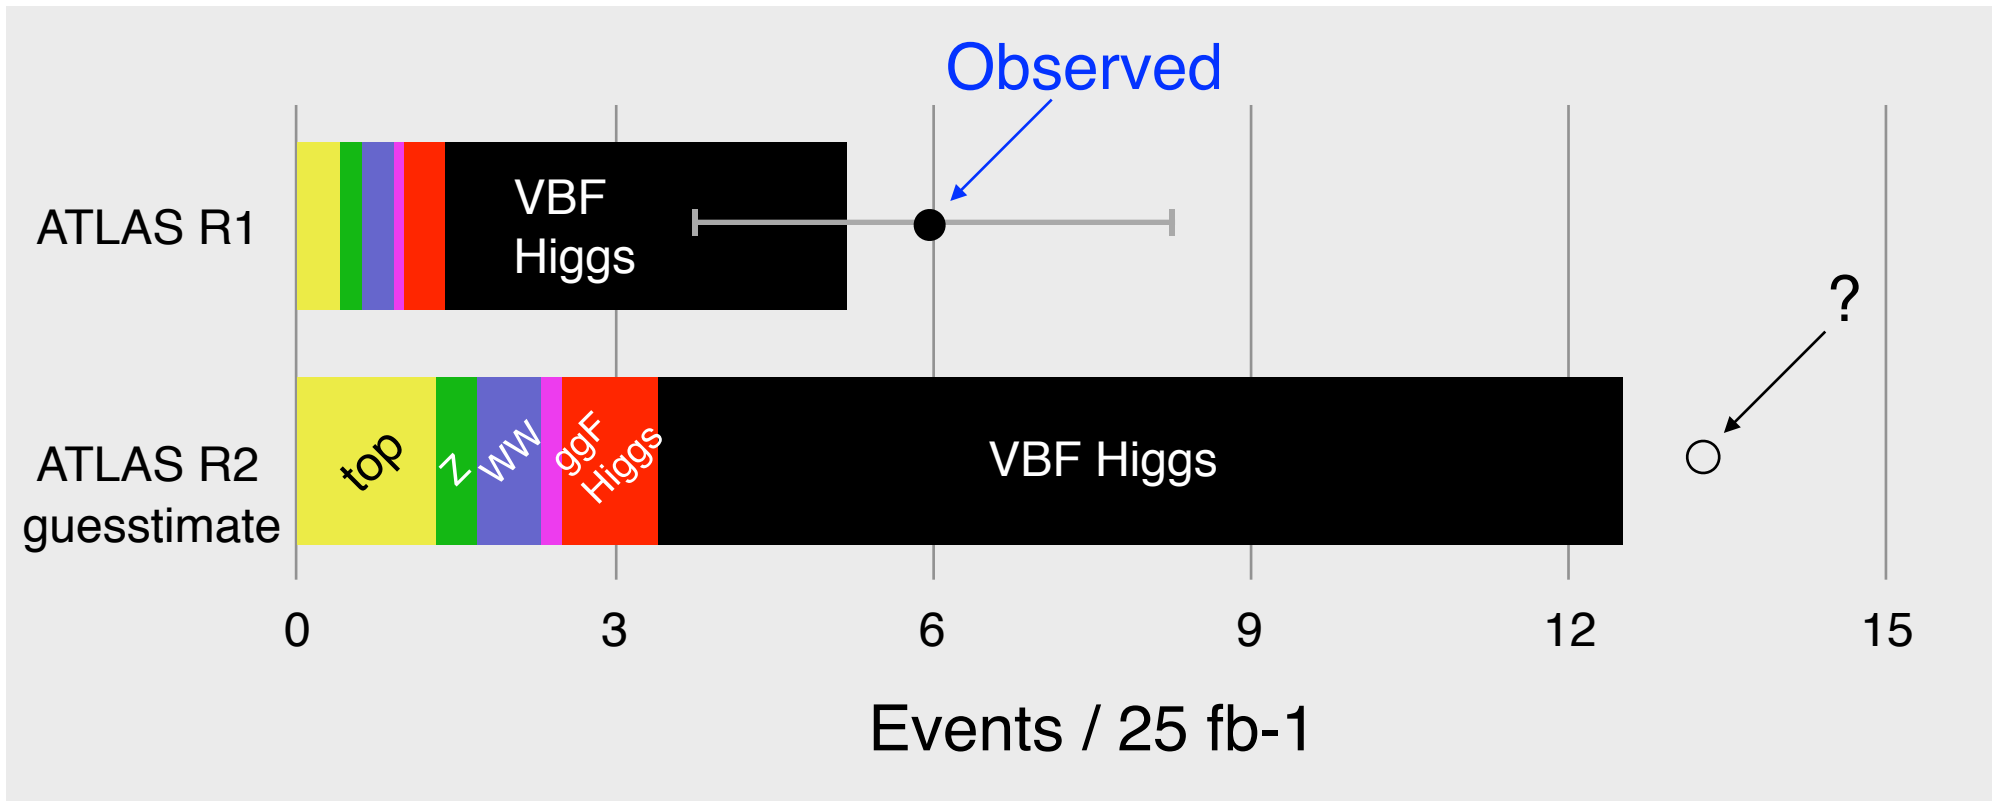 Observed
ATLAS R1
VBF
Higgs
?
ATLAS R2
guesstimate
top
Z
WW
ggF
Higgs
VBF Higgs
0 3 6 9 12 15
Events / 25 fb-1